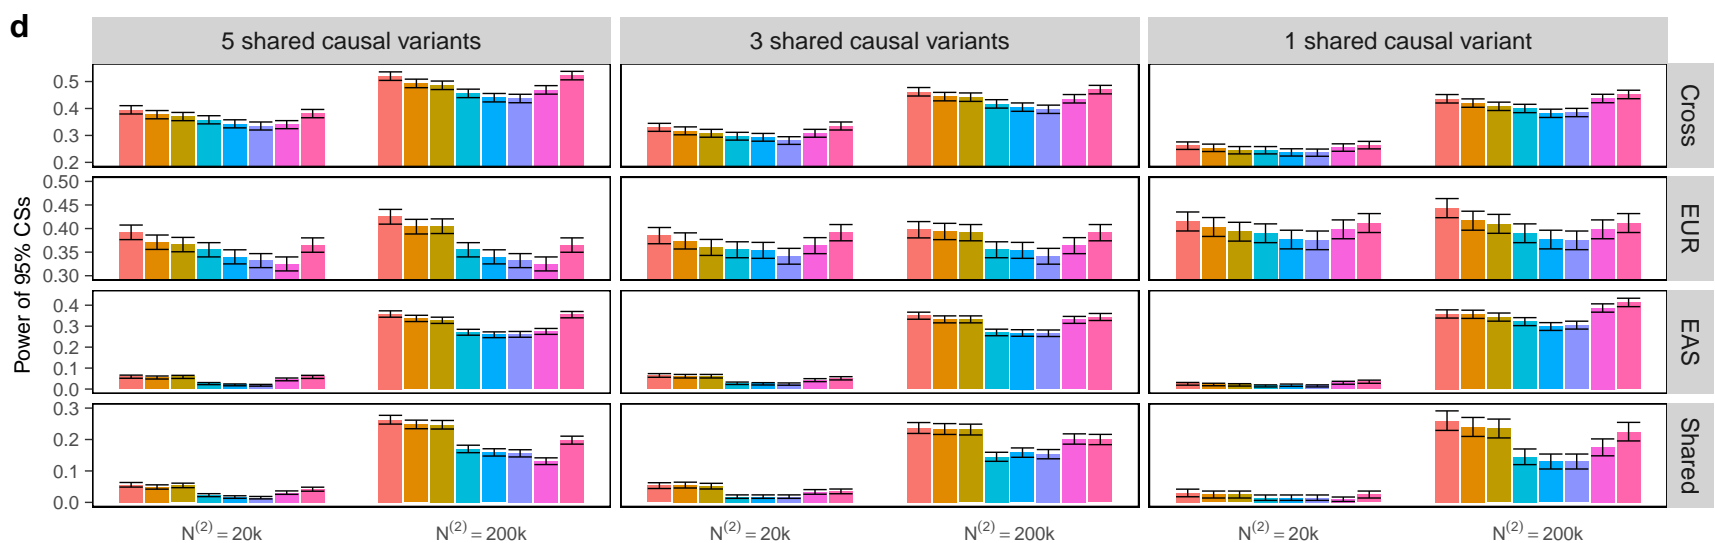 d
5 shared causal variants
3 shared causal variants
1 shared causal variant
Power of 95% CSs
0.5
0.4
0.3
0.2
Cross
0.50
0.45
0.40
0.35
0.30
EUR
0.4
0.3
0.2
0.1
0.0
EAS
0.3
0.2
0.1
0.0
Shared
N⁽²⁾ = 20k
N⁽²⁾ = 200k
N⁽²⁾ = 20k
N⁽²⁾ = 200k
N⁽²⁾ = 20k
N⁽²⁾ = 200k